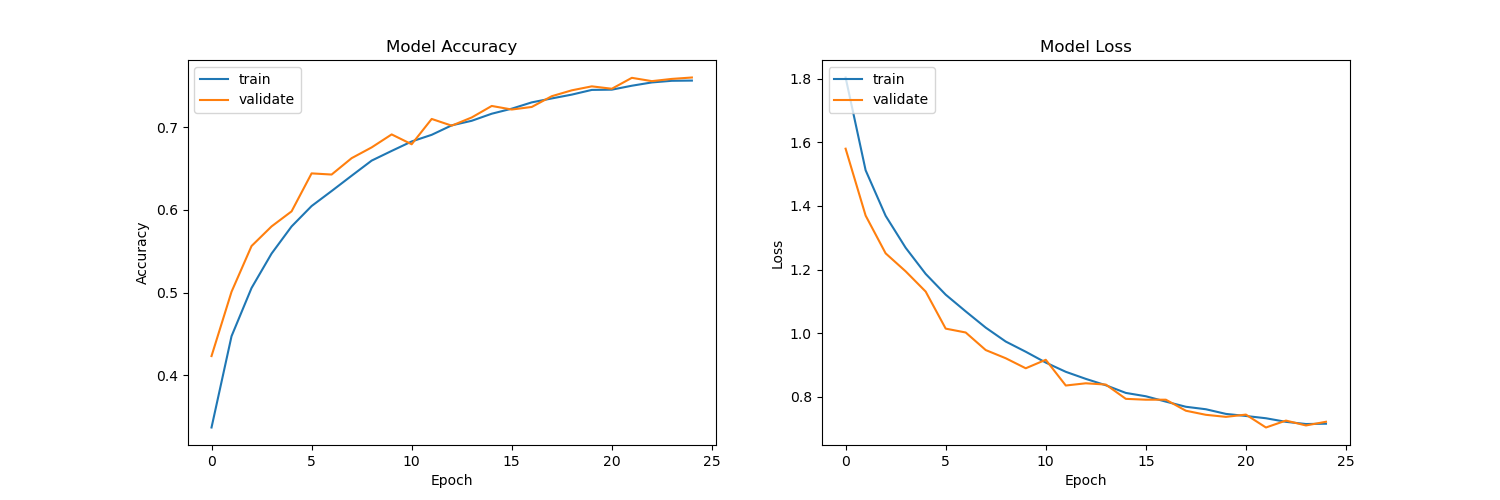 Model Accuracy
train
validate
0.7
0.6
0.5
0.4
Accuracy
0 5 10 15 20 25
Epoch
Model Loss
train
validate
1.8
1.6
1.4
1.2
1.0
0.8
Loss
0 5 10 15 20 25
Epoch